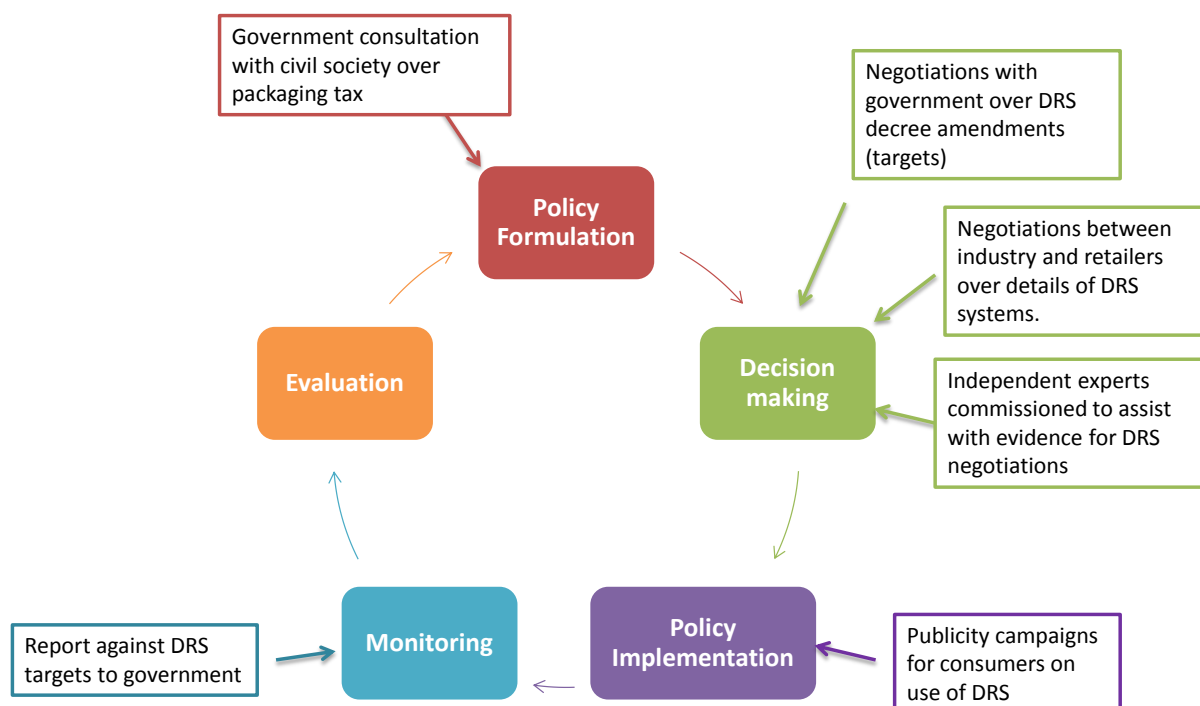 Government consultation
with civil society over
packaging tax
Negotiations with
government over DRS
decree amendments
(targets)
Policy
Formulation
Negotiations between
industry and retailers
over details of DRS
systems.
Evaluation
Decision
making
Independent experts
commissioned to assist
with evidence for DRS
negotiations
Report against DRS
targets to government
Monitoring
Policy
Implementation
Publicity campaigns
for consumers on
use of DRS